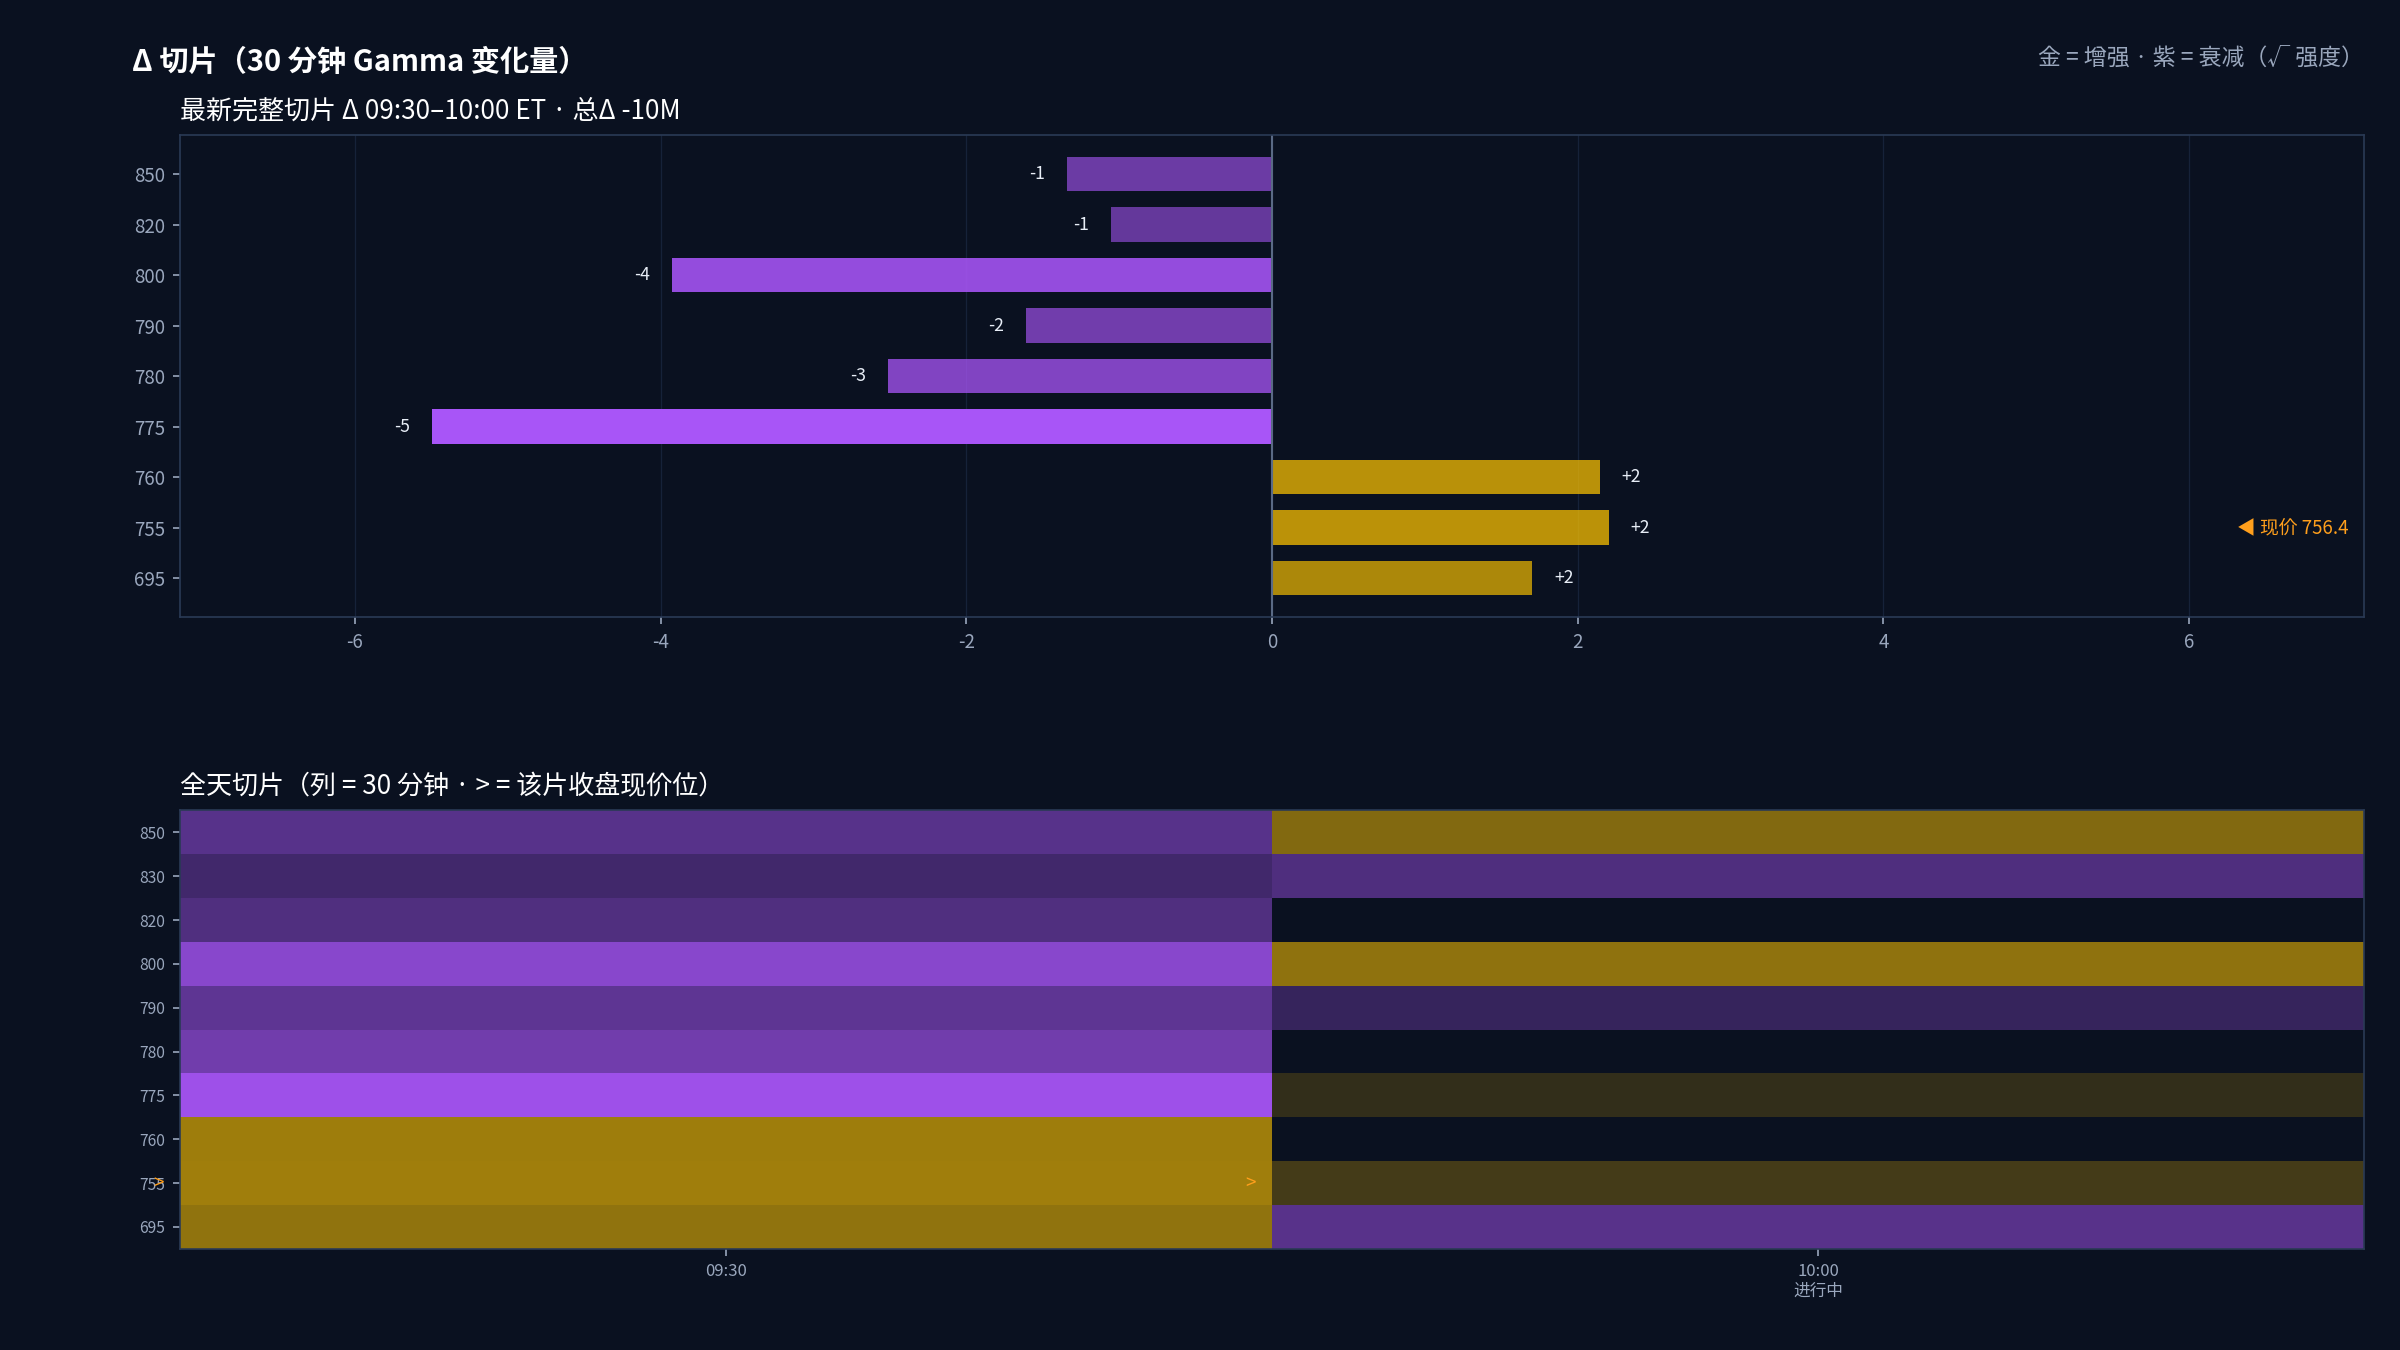 Δ 切片（30 分钟 Gamma 变化量）
金 = 增强 · 紫 = 衰减（√ 强度）
最新完整切片 Δ 09:30–10:00 ET · 总Δ -10M
850 -1
820 -1
800 -4
790 -2
780 -3
775 -5
760 +2
755 +2 ◀ 现价 756.4
695 +2
-6 -4 -2 0 2 4 6
全天切片（列 = 30 分钟 · > = 该片收盘现价位）
850
830
820
800
790
780
775
760
755 > >
695
09:30 10:00
进行中